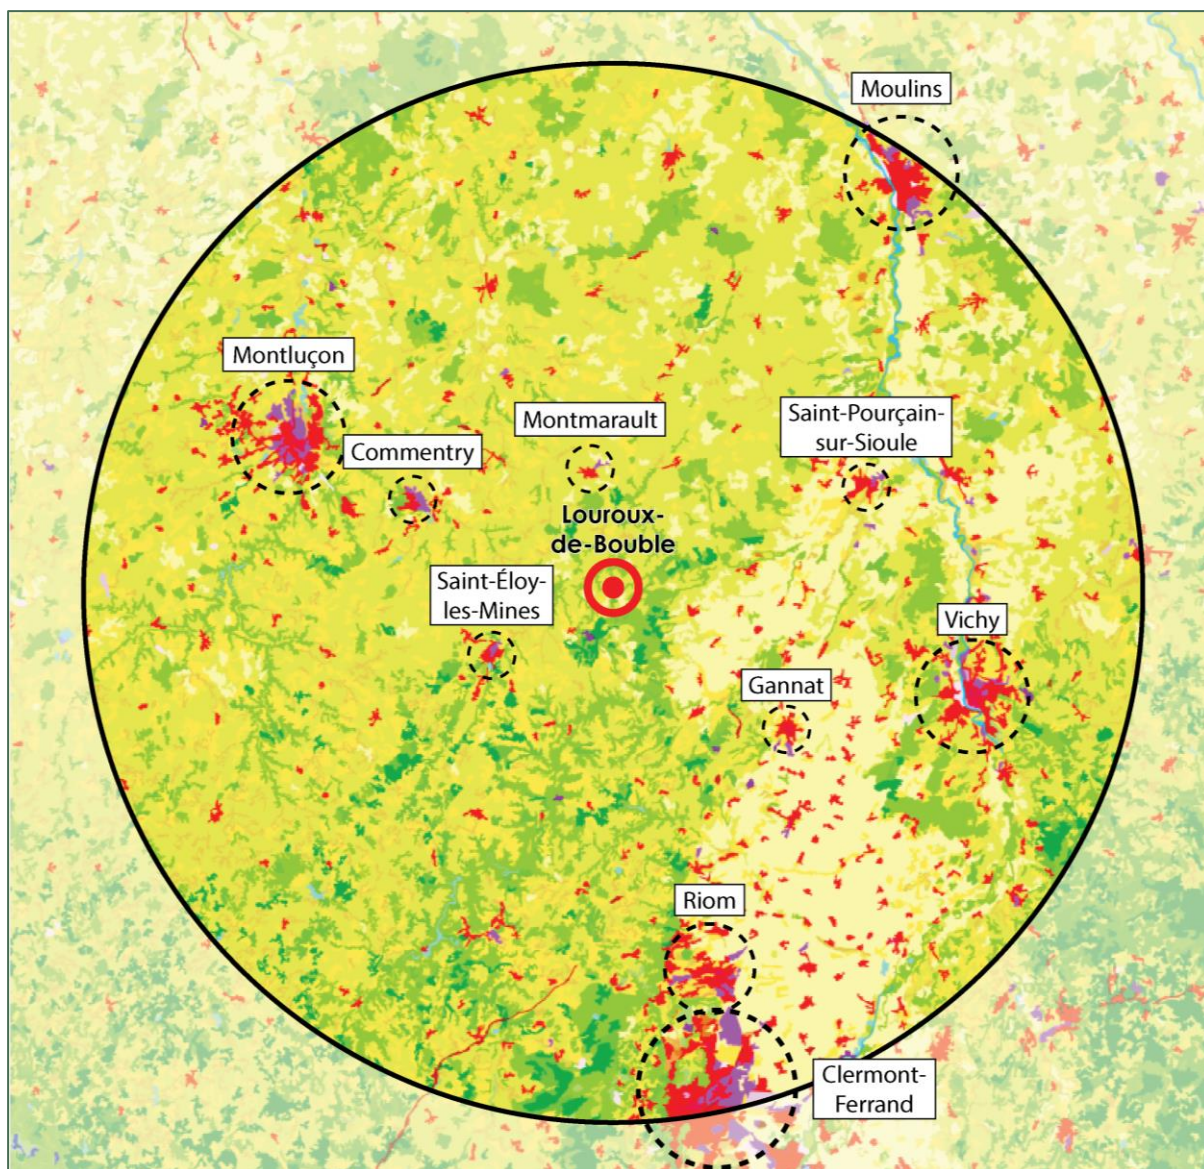 Moulins
Montluçon
Commentry
Montmarault
Saint-Pourçain-
sur-Sioule
Louroux-
de-Bouble
Saint-Éloy-
les-Mines
Vichy
Gannat
Riom
Clermont-
Ferrand